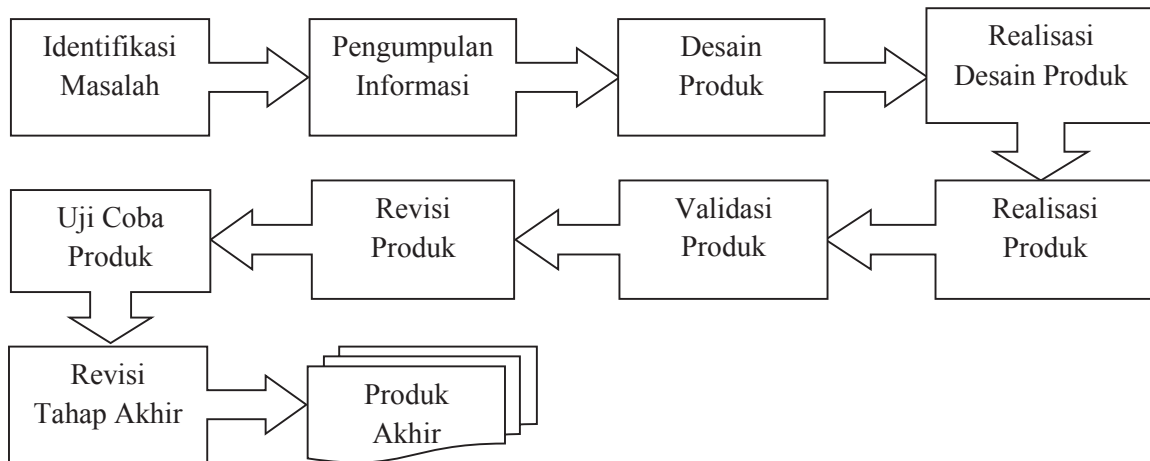 Identifikasi
Masalah
Pengumpulan
Informasi
Desain
Produk
Realisasi
Desain Produk
Realisasi
Produk
Validasi
Produk
Revisi
Produk
Uji Coba
Produk
Revisi
Tahap Akhir
Produk
Akhir